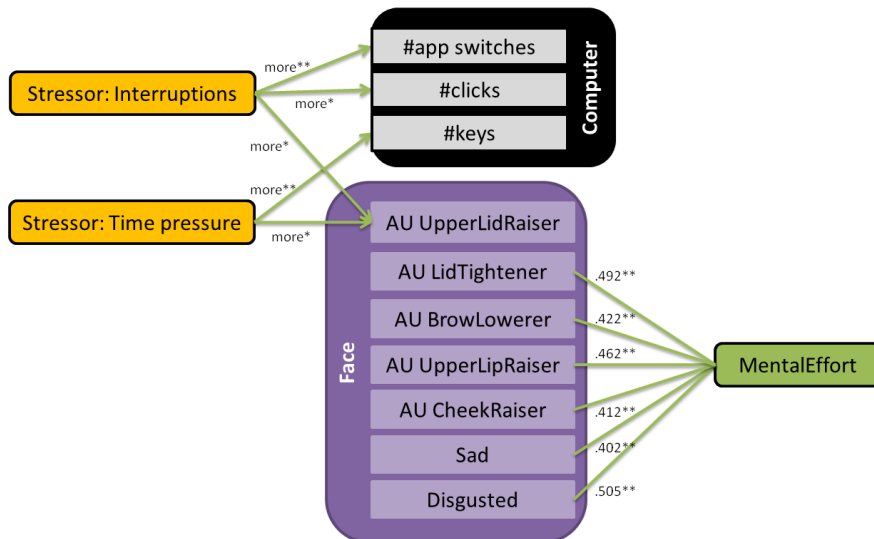 #app switches
more**
Stressor: Interruptions
#clicks
more*
Computer
#keys
more*
more**
Stressor: Time pressure
AU UpperLidRaiser
more*
AU LidTightener
.492**
AU BrowLowerer
.422**
Face
AU UpperLipRaiser
.462**
MentalEffort
AU CheekRaiser
.412**
Sad
.402**
Disgusted
.505**